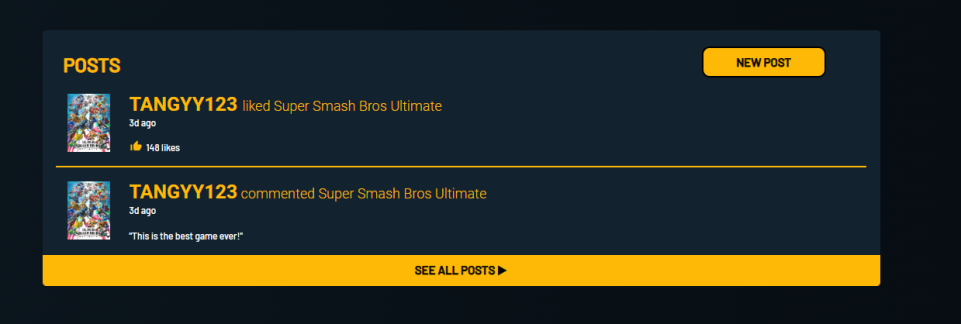 POSTS
NEW POST
TANGYY123 liked Super Smash Bros Ultimate
3d ago
148 likes
TANGYY123 commented Super Smash Bros Ultimate
3d ago
"This is the best game ever!"
SEE ALL POSTS ▶